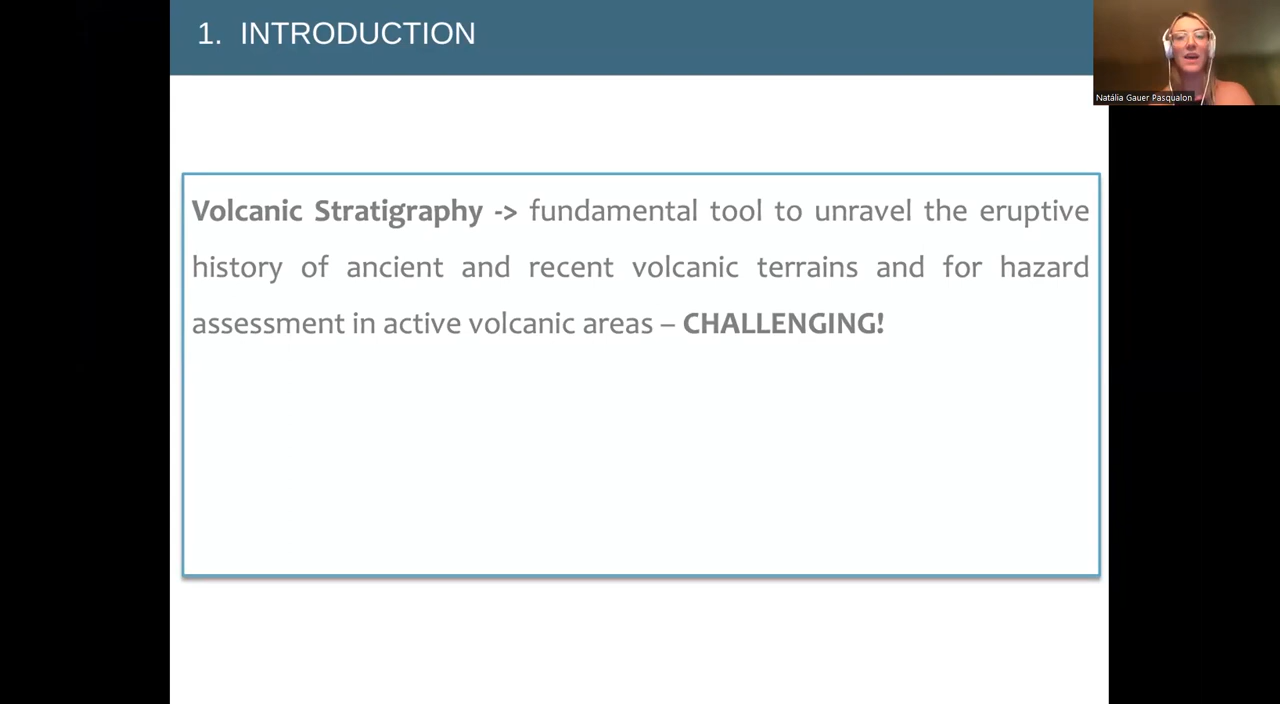 1. INTRODUCTION
Natália Gauer Pasqualon
Volcanic Stratigraphy -> fundamental tool to unravel the eruptive
history of ancient and recent volcanic terrains and for hazard
assessment in active volcanic areas – CHALLENGING!